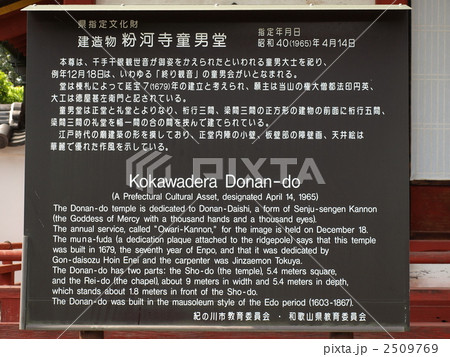 県指定文化財
建造物 粉河寺童男堂
指定年月日
昭和40(1965)年4月14日
本尊は、千手千眼観世音が御姿をかえられたといわれる童男大士を祀り、
例年12月18日は、いわゆる「終り観音」の童男会がいとなまれる。
堂は棟札によって延宝7(1679)年の建立と考えられ、願主は当山の権大僧都法印円英、
大工は徳屋甚左衛門と記されている。
童男堂は正堂と礼堂とよりなり、桁行三間、梁間三間の正方形の建物の前面に桁行五間、
梁間三間の礼堂を幅一間の合の間を挟んで建てられている。
江戸時代の廟建築の形を模しており、正堂内陣の小壁、板壁部の障壁画、天井絵は
華麗で優れた作風を示している。
Kokawadera Donan-do
(A Prefectural Cultural Asset, designated April 14, 1965)
The Donan-do temple is dedicated to Donan-Daishi, a form of Senju-sengen Kannon
(the Goddess of Mercy with a thousand hands and a thousand eyes).
The annual service, called "Owari-Kannon," for the image is held on December 18.
The muna-fuda (a dedication plaque attached to the ridgepole) says that this temple
was built in 1679, the seventh year of Enpo, and that it was dedicated by
Gon-daisozu Hoin Enei and the carpenter was Jinzaemon Tokuya.
The Donan-do has two parts: the Sho-do (the temple), 5.4 meters square,
and the Rei-do (the chapel), about 9 meters in width and 5.4 meters in depth,
which stands about 1.8 meters in front of the Sho-do.
The Donan-do was built in the mausoleum style of the Edo period (1603-1867).
紀の川市教育委員会 ・ 和歌山県教育委員会
PIXTA
pixta.jp - 2509769